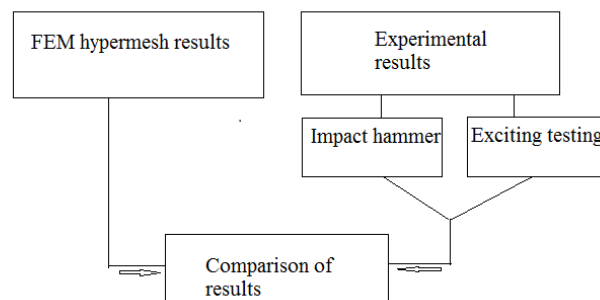 FEM hypermesh results
Experimental
results
Impact hammer
Exciting testing
Comparison of
results